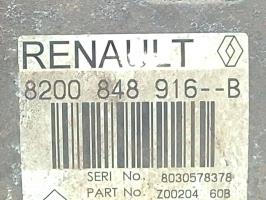 RENAULT
8200 848 916--B
SERI No. 8030578378
PART No. Z00204 60B